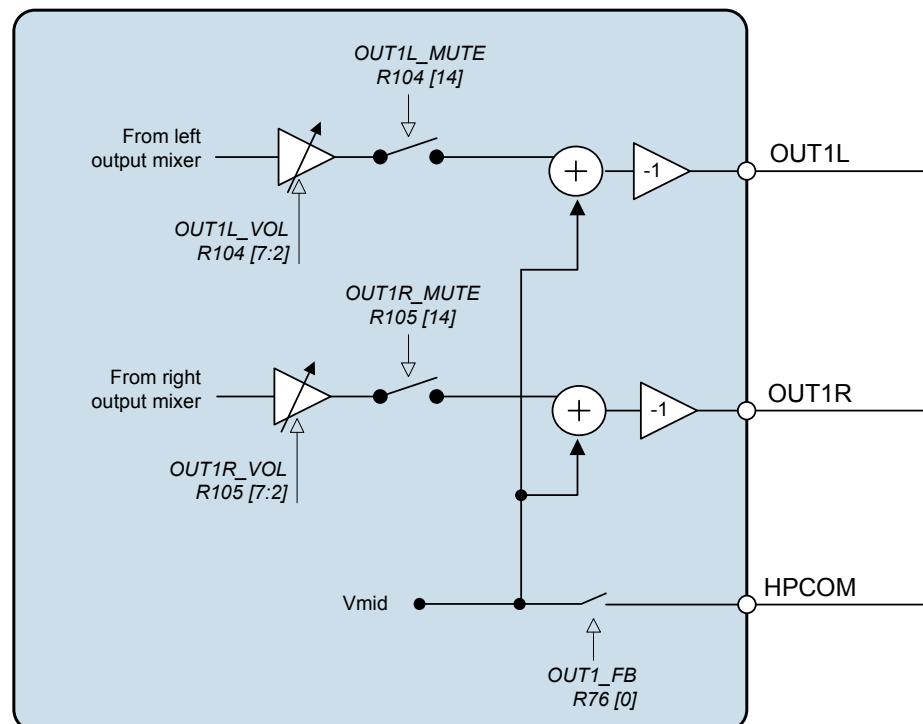 OUT1L_MUTE
R104 [14]
From left
output mixer
+
-1
OUT1L
OUT1L_VOL
R104 [7:2]
OUT1R_MUTE
R105 [14]
From right
output mixer
+
-1
OUT1R
OUT1R_VOL
R105 [7:2]
HPCOM
Vmid
OUT1_FB
R76 [0]